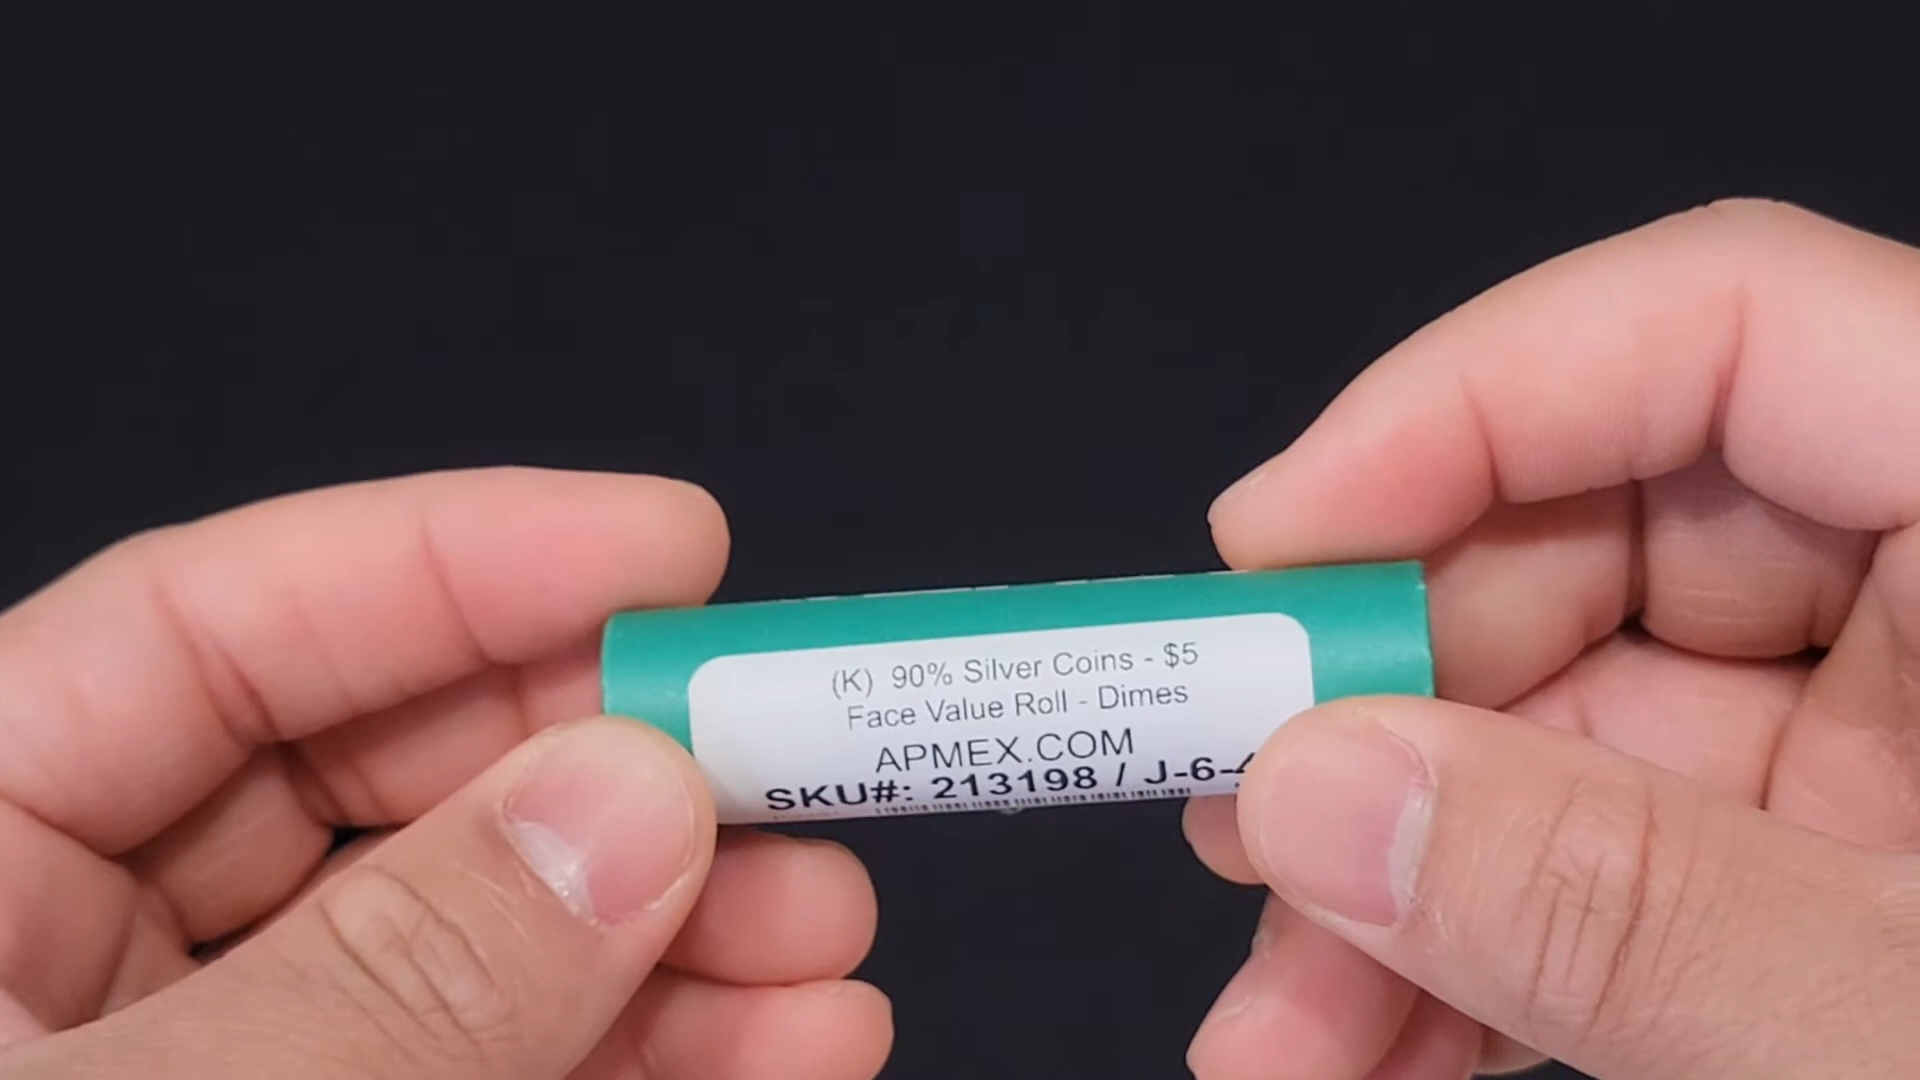 (K) 90% Silver Coins - $5
Face Value Roll - Dimes
APMEX.COM
SKU#: 213198 / J-6-